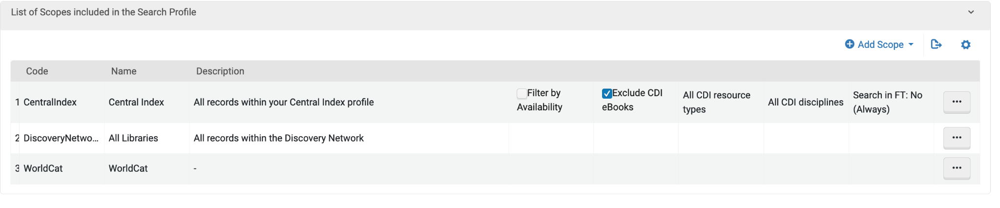 List of Scopes included in the Search Profile
Add Scope
Code Name Description
1 CentralIndex Central Index All records within your Central Index profile Filter by Availability Exclude CDI eBooks All CDI resource types All CDI disciplines Search in FT: No (Always)
2 DiscoveryNetwo... All Libraries All records within the Discovery Network
3 WorldCat WorldCat -